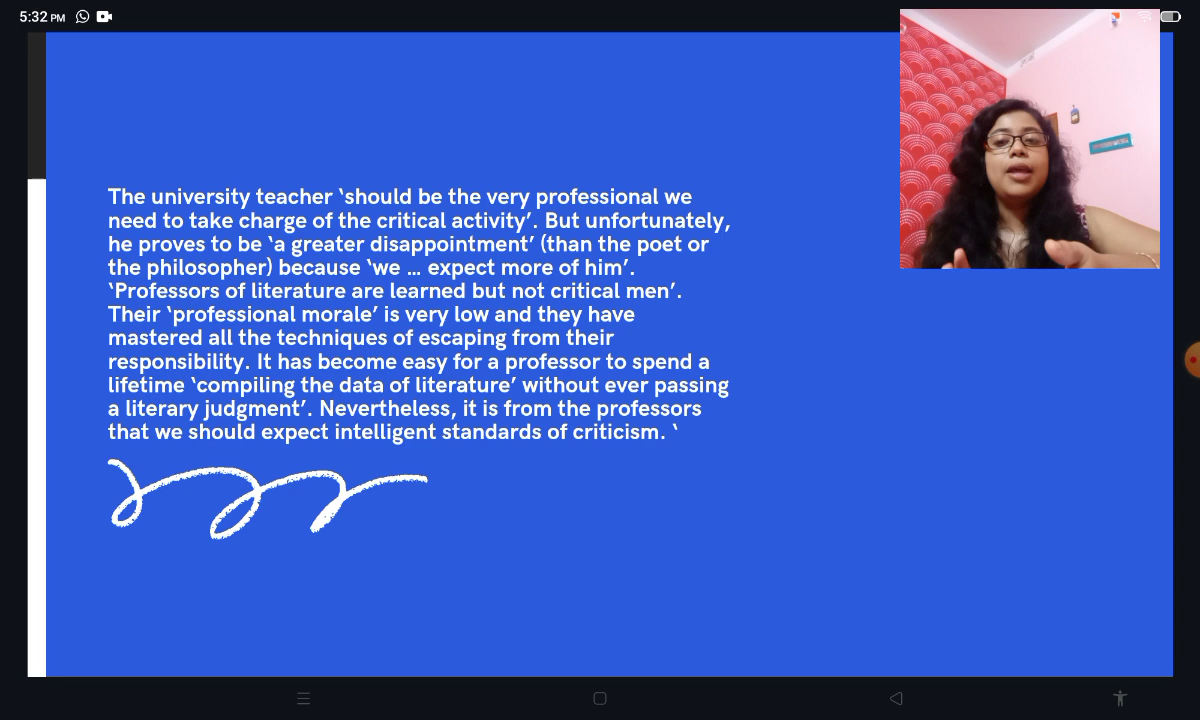 5:32 PM
The university teacher ‘should be the very professional we
need to take charge of the critical activity’. But unfortunately,
he proves to be ‘a greater disappointment’ (than the poet or
the philosopher) because ‘we … expect more of him’.
‘Professors of literature are learned but not critical men’.
Their ‘professional morale’ is very low and they have
mastered all the techniques of escaping from their
responsibility. It has become easy for a professor to spend a
lifetime ‘compiling the data of literature’ without ever passing
a literary judgment’. Nevertheless, it is from the professors
that we should expect intelligent standards of criticism. ‘